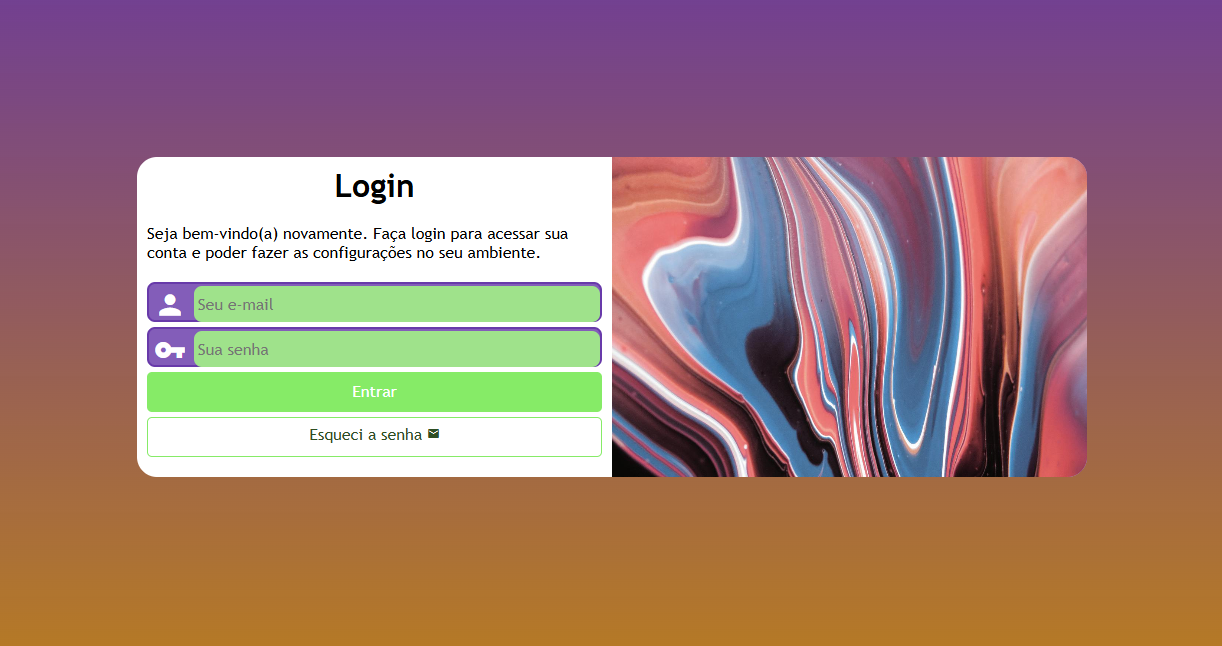 Login
Seja bem-vindo(a) novamente. Faça login para acessar sua
conta e poder fazer as configurações no seu ambiente.
Seu e-mail
Sua senha
Entrar
Esqueci a senha